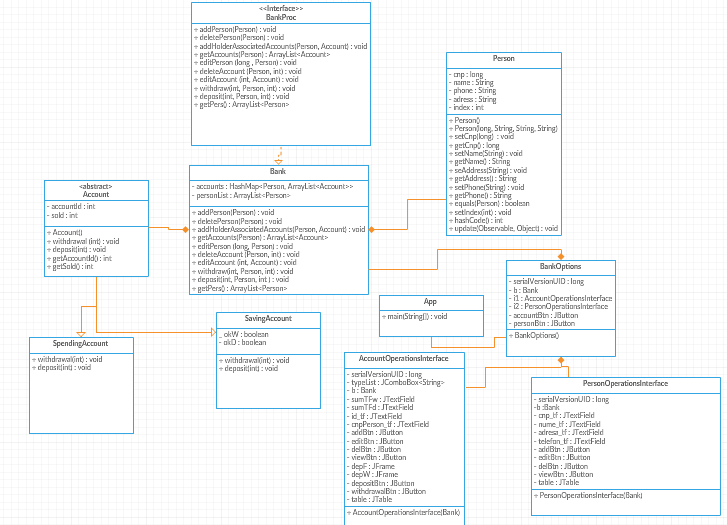 <<Interface>>
BankProc
+ addPerson(Person) : void
+ deletePerson(Person) : void
+ addHolderAssociatedAccounts(Person, Account) : void
+ getAccounts(Person) : ArrayList<Account>
+ editPerson (long , Person) : void
+ deleteAccount (Person, int) : void
+ editAccount (int, Account) : void
+ withdraw(int, Person, int) : void
+ deposit(int, Person, int) : void
+ getPers() : ArrayList<Person>
Person
- cnp : long
- name : String
- phone : String
- adress : String
- index : int
+ Person()
+ Person(long, String, String, String)
+ setCnp(long) : void
+ getCnp() : long
+ setName(String) : void
+ getName() : String
+ seAddress(String) : void
+ getAddress() : String
+ setPhone(String) : void
+ getPhone() : String
+ equals(Person) : boolean
+ setIndex(int) : void
+ hashCode() : int
+ update(Observable, Object) : void
Bank
- accounts : HashMap<Person, ArrayList<Account>>
- personList : ArrayList<Person>
+ addPerson(Person) : void
+ deletePerson(Person) : void
+ addHolderAssociatedAccounts(Person, Account) : void
+ getAccounts(Person) : ArrayList<Account>
+ editPerson (long, Person) : void
+ deleteAccount (Person, int) : void
+ editAccount (int, Account) : void
+ withdraw(int, Person, int) : void
+ deposit(int, Person, int ) : void
+ getPers() : ArrayList<Person>
<abstract>
Account
- accountId : int
- sold : int
+ Account()
+ withdrawal (int) : void
+ deposit(int) : void
+ getAccountId() : int
+ getSold() : int
BankOptions
- serialVersionUID : long
- b : Bank
- i1 : AccountOperationsInterface
- i2 : PersonOperationsInterface
- accountBtn : JButton
- personBtn : JButton
+ BankOptions()
App
+ main(String[]) : void
SavingAccount
- okW : boolean
- okD : boolean
+ withdrawal(int) : void
+ deposit(int) : void
SpendingAccount
+ withdrawal(int) : void
+ deposit(int) : void
AccountOperationsInterface
- serialVersionUID : long
- typeList : JComboBox<String>
- b : Bank
- sumTFw : JTextField
- sumTFd : JTextField
- id_tf : JTextField
- cnpPerson_tf : JTextField
- addBtn : JButton
- editBtn : JButton
- delBtn : JButton
- viewBtn : JButton
- depF : JFrame
- depW : JFrame
- depositBtn : JButton
- withdrawalBtn : JButton
- table : JTable
+ AccountOperationsInterface(Bank)
PersonOperationsInterface
- serialVersionUID : long
- b :Bank
- cnp_tf : JTextField
- nume_tf : JTextField
- adresa_tf : JTextField
- telefon_tf : JTextField
- addBtn : JButton
- editBtn : JButton
- delBtn : JButton
- viewBtn : JButton
- table : JTable
+ PersonOperationsInterface(Bank)